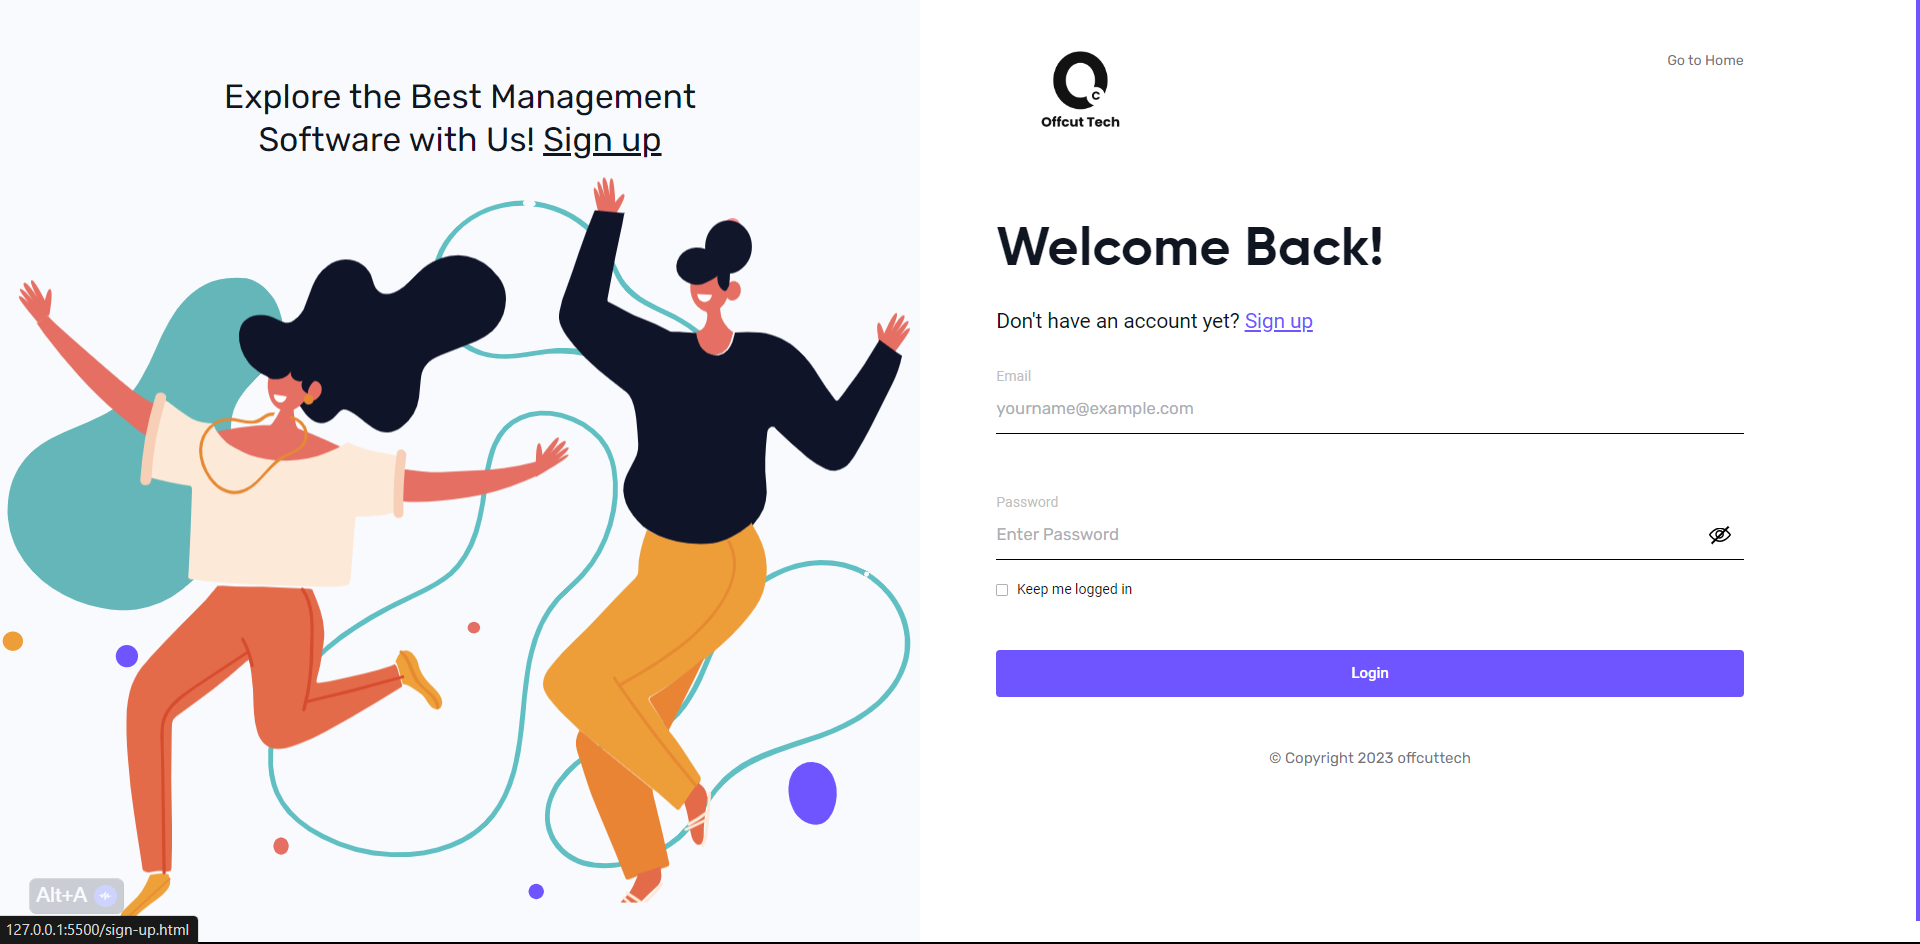 Explore the Best Management
Software with Us! Sign up
C
Offcut Tech
Go to Home
Welcome Back!
Don't have an account yet? Sign up
Email
yourname@example.com
Password
Enter Password
Keep me logged in
Login
© Copyright 2023 offcuttech
Alt+A
127.0.0.1:5500/sign-up.html